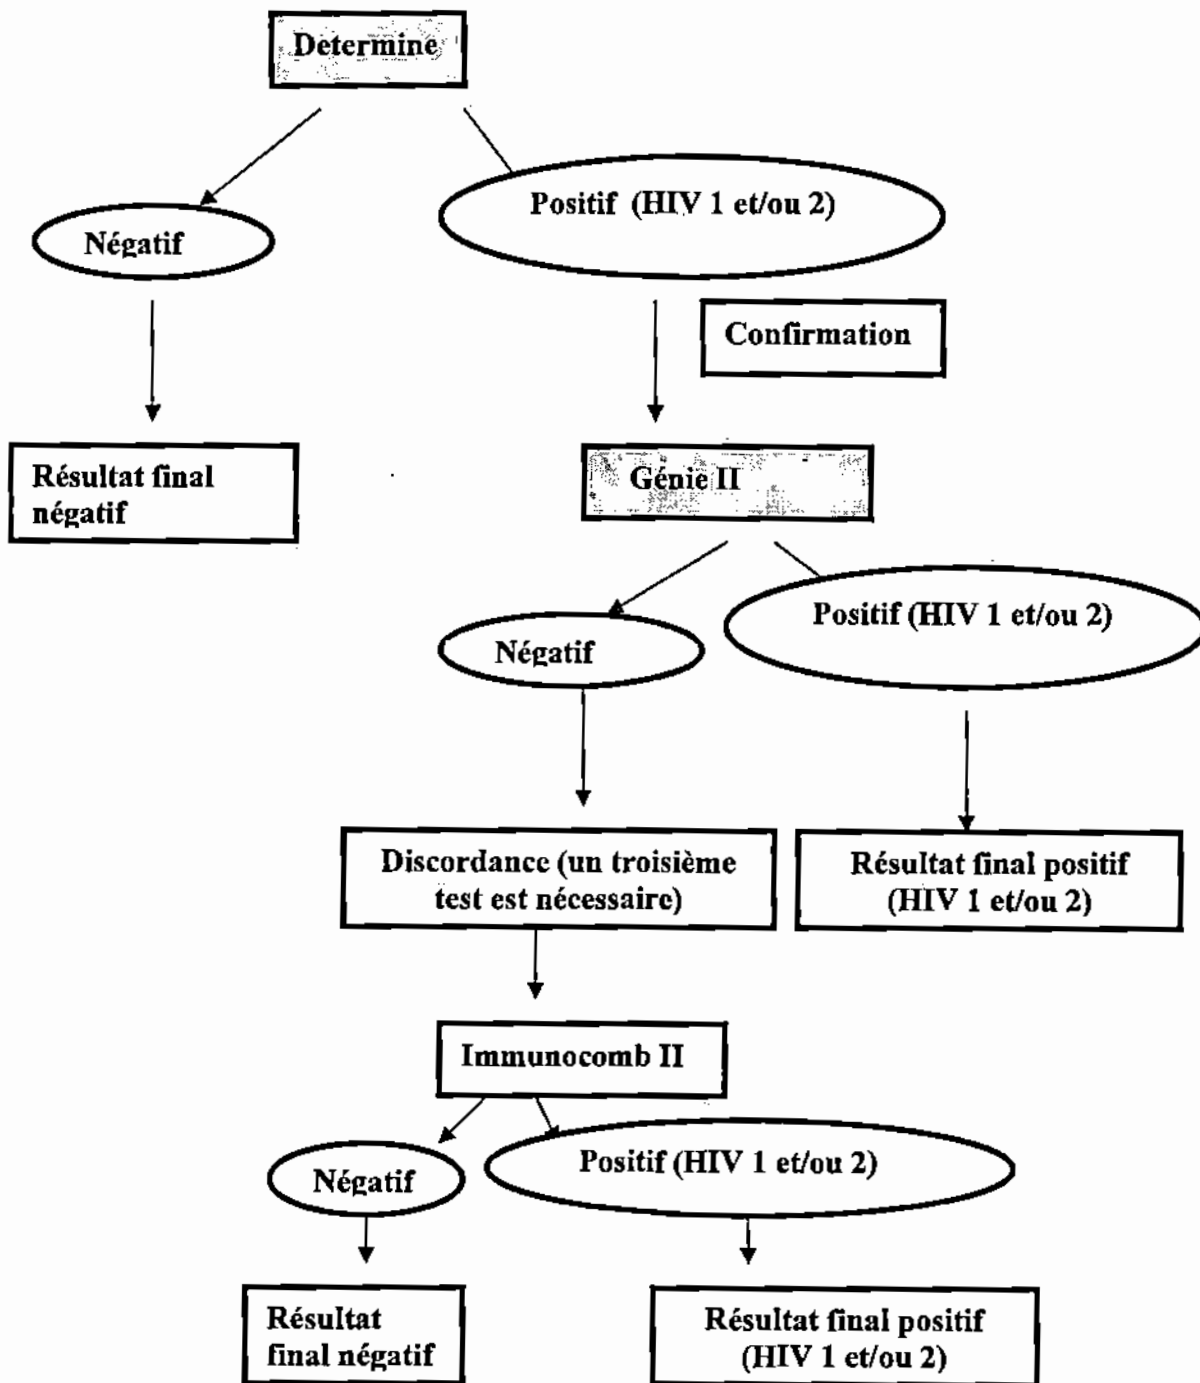 Determine
Négatif
Positif (HIV 1 et/ou 2)
Confirmation
Résultat final
négatif
Génie II
Négatif
Positif (HIV 1 et/ou 2)
Discordance (un troisième
test est nécessaire)
Résultat final positif
(HIV 1 et/ou 2)
Immunocomb II
Négatif
Positif (HIV 1 et/ou 2)
Résultat
final négatif
Résultat final positif
(HIV 1 et/ou 2)